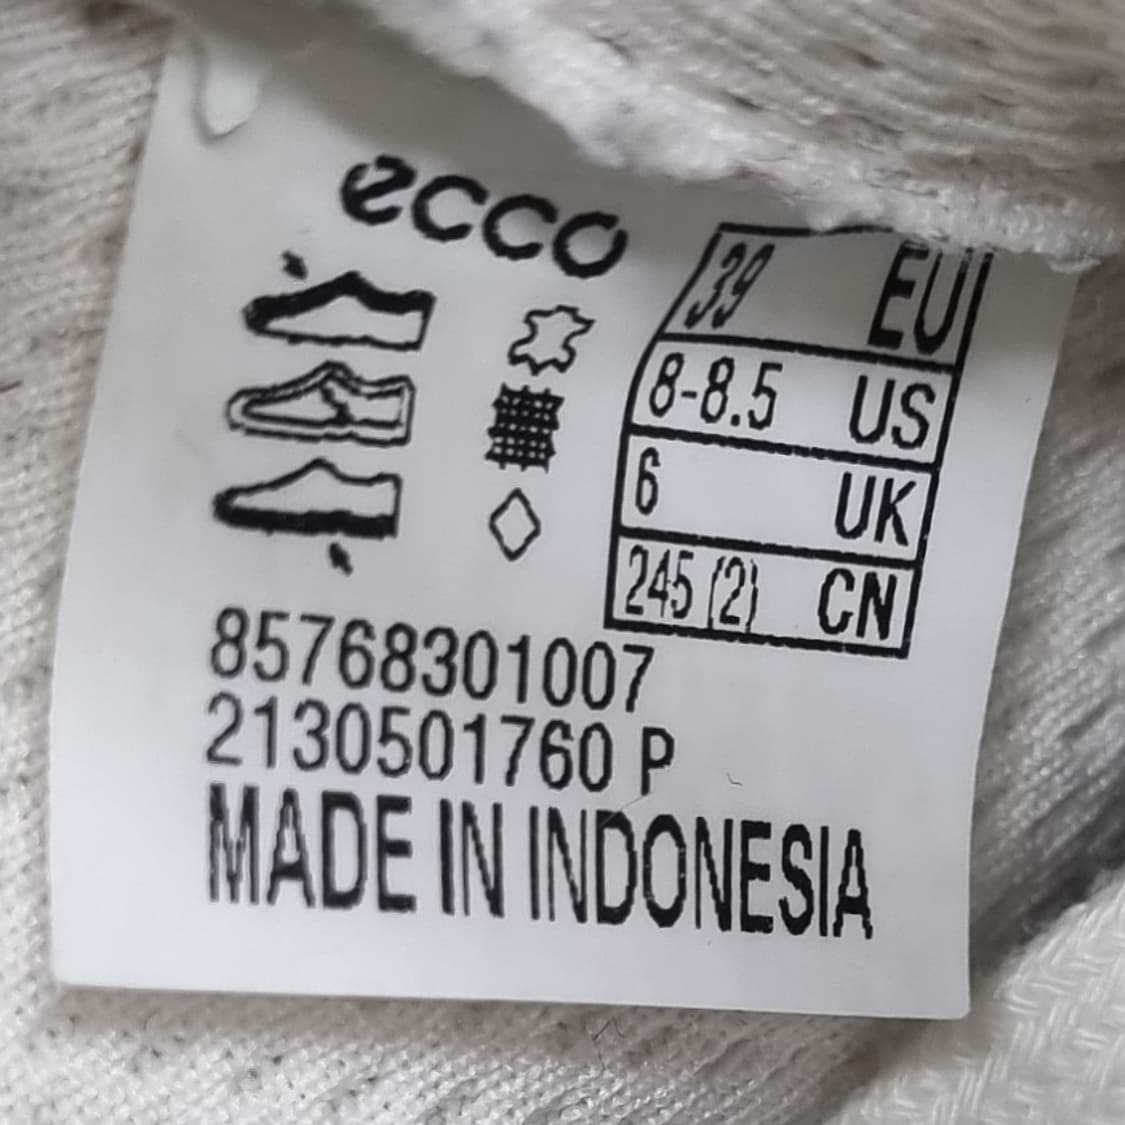 ecco
39 EU
8-8.5 US
6 UK
245 (2) CN
85768301007
2130501760 P
MADE IN INDONESIA